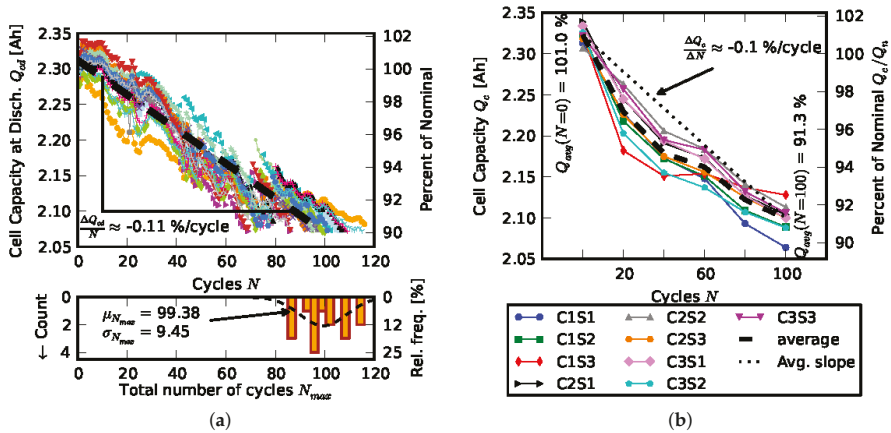 2.35
2.30
2.25
2.20
2.15
2.10
2.05
Cell Capacity at Disch. Q_cd [Ah]
100
98
96
94
92
90
Percent of Nominal
ΔQ_cd/N ≈ -0.11 %/cycle
0 20 40 60 80 100 120
Cycles N
0
2
4
← Count
μ_N_max = 99.38
σ_N_max = 9.45
0
13
25
Rel. freq. [%]
0 20 40 60 80 100 120
Total number of cycles N_max
(a)
2.35
2.30
2.25
2.20
2.15
2.10
2.05
Cell Capacity Q_c [Ah]
Q_avg(N=0) = 101.0 %
ΔQ_c/ΔN ≈ -0.1 %/cycle
Q_avg(N=100) = 91.3 %
102
100
98
96
94
92
90
Percent of Nominal Q_c/Q_n
20 40 60 80 100
Cycles N
C1S1
C1S2
C1S3
C2S1
C2S2
C2S3
C3S1
C3S2
C3S3
average
Avg. slope
(b)